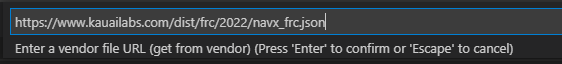 https://www.kauailabs.com/dist/frc/2022/navx_frc.json
Enter a vendor file URL (get from vendor) (Press 'Enter' to confirm or 'Escape' to cancel)